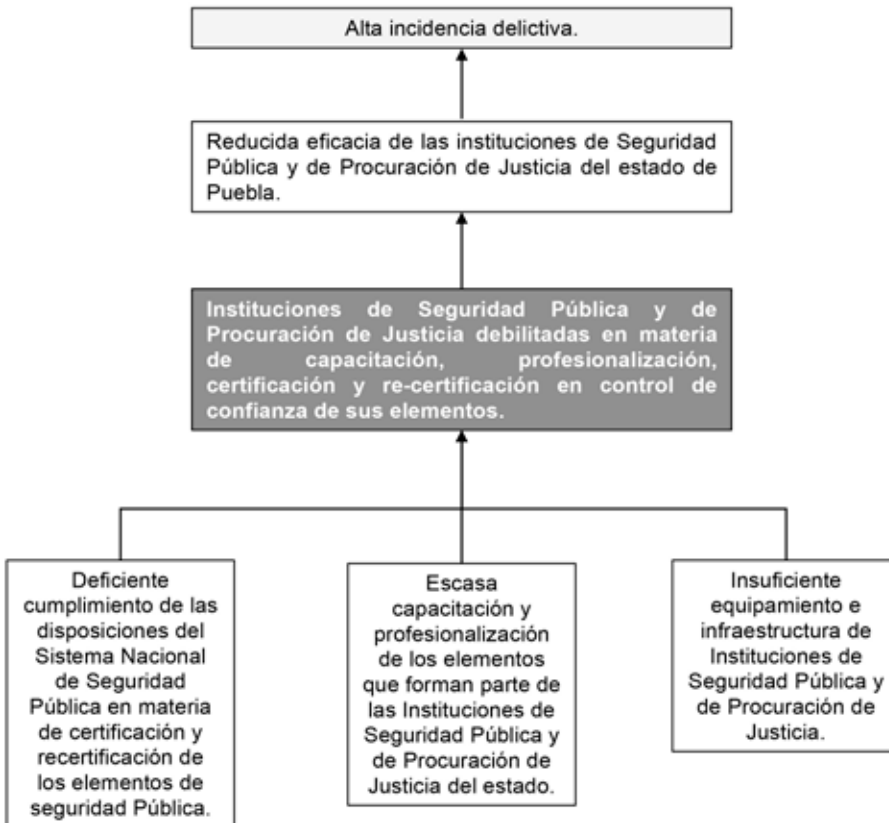 Alta incidencia delictiva.
Reducida eficacia de las instituciones de Seguridad
Pública y de Procuración de Justicia del estado de
Puebla.
Instituciones de Seguridad Pública y de
Procuración de Justicia debilitadas en materia
de capacitación, profesionalización,
certificación y re-certificación en control de
confianza de sus elementos.
Deficiente
cumplimiento de las
disposiciones del
Sistema Nacional
de Seguridad
Pública en materia
de certificación y
recertificación de
los elementos de
seguridad Pública.
Escasa
capacitación y
profesionalización
de los elementos
que forman parte de
las Instituciones de
Seguridad Pública y
de Procuración de
Justicia del estado.
Insuficiente
equipamiento e
infraestructura de
Instituciones de
Seguridad Pública y
de Procuración de
Justicia.